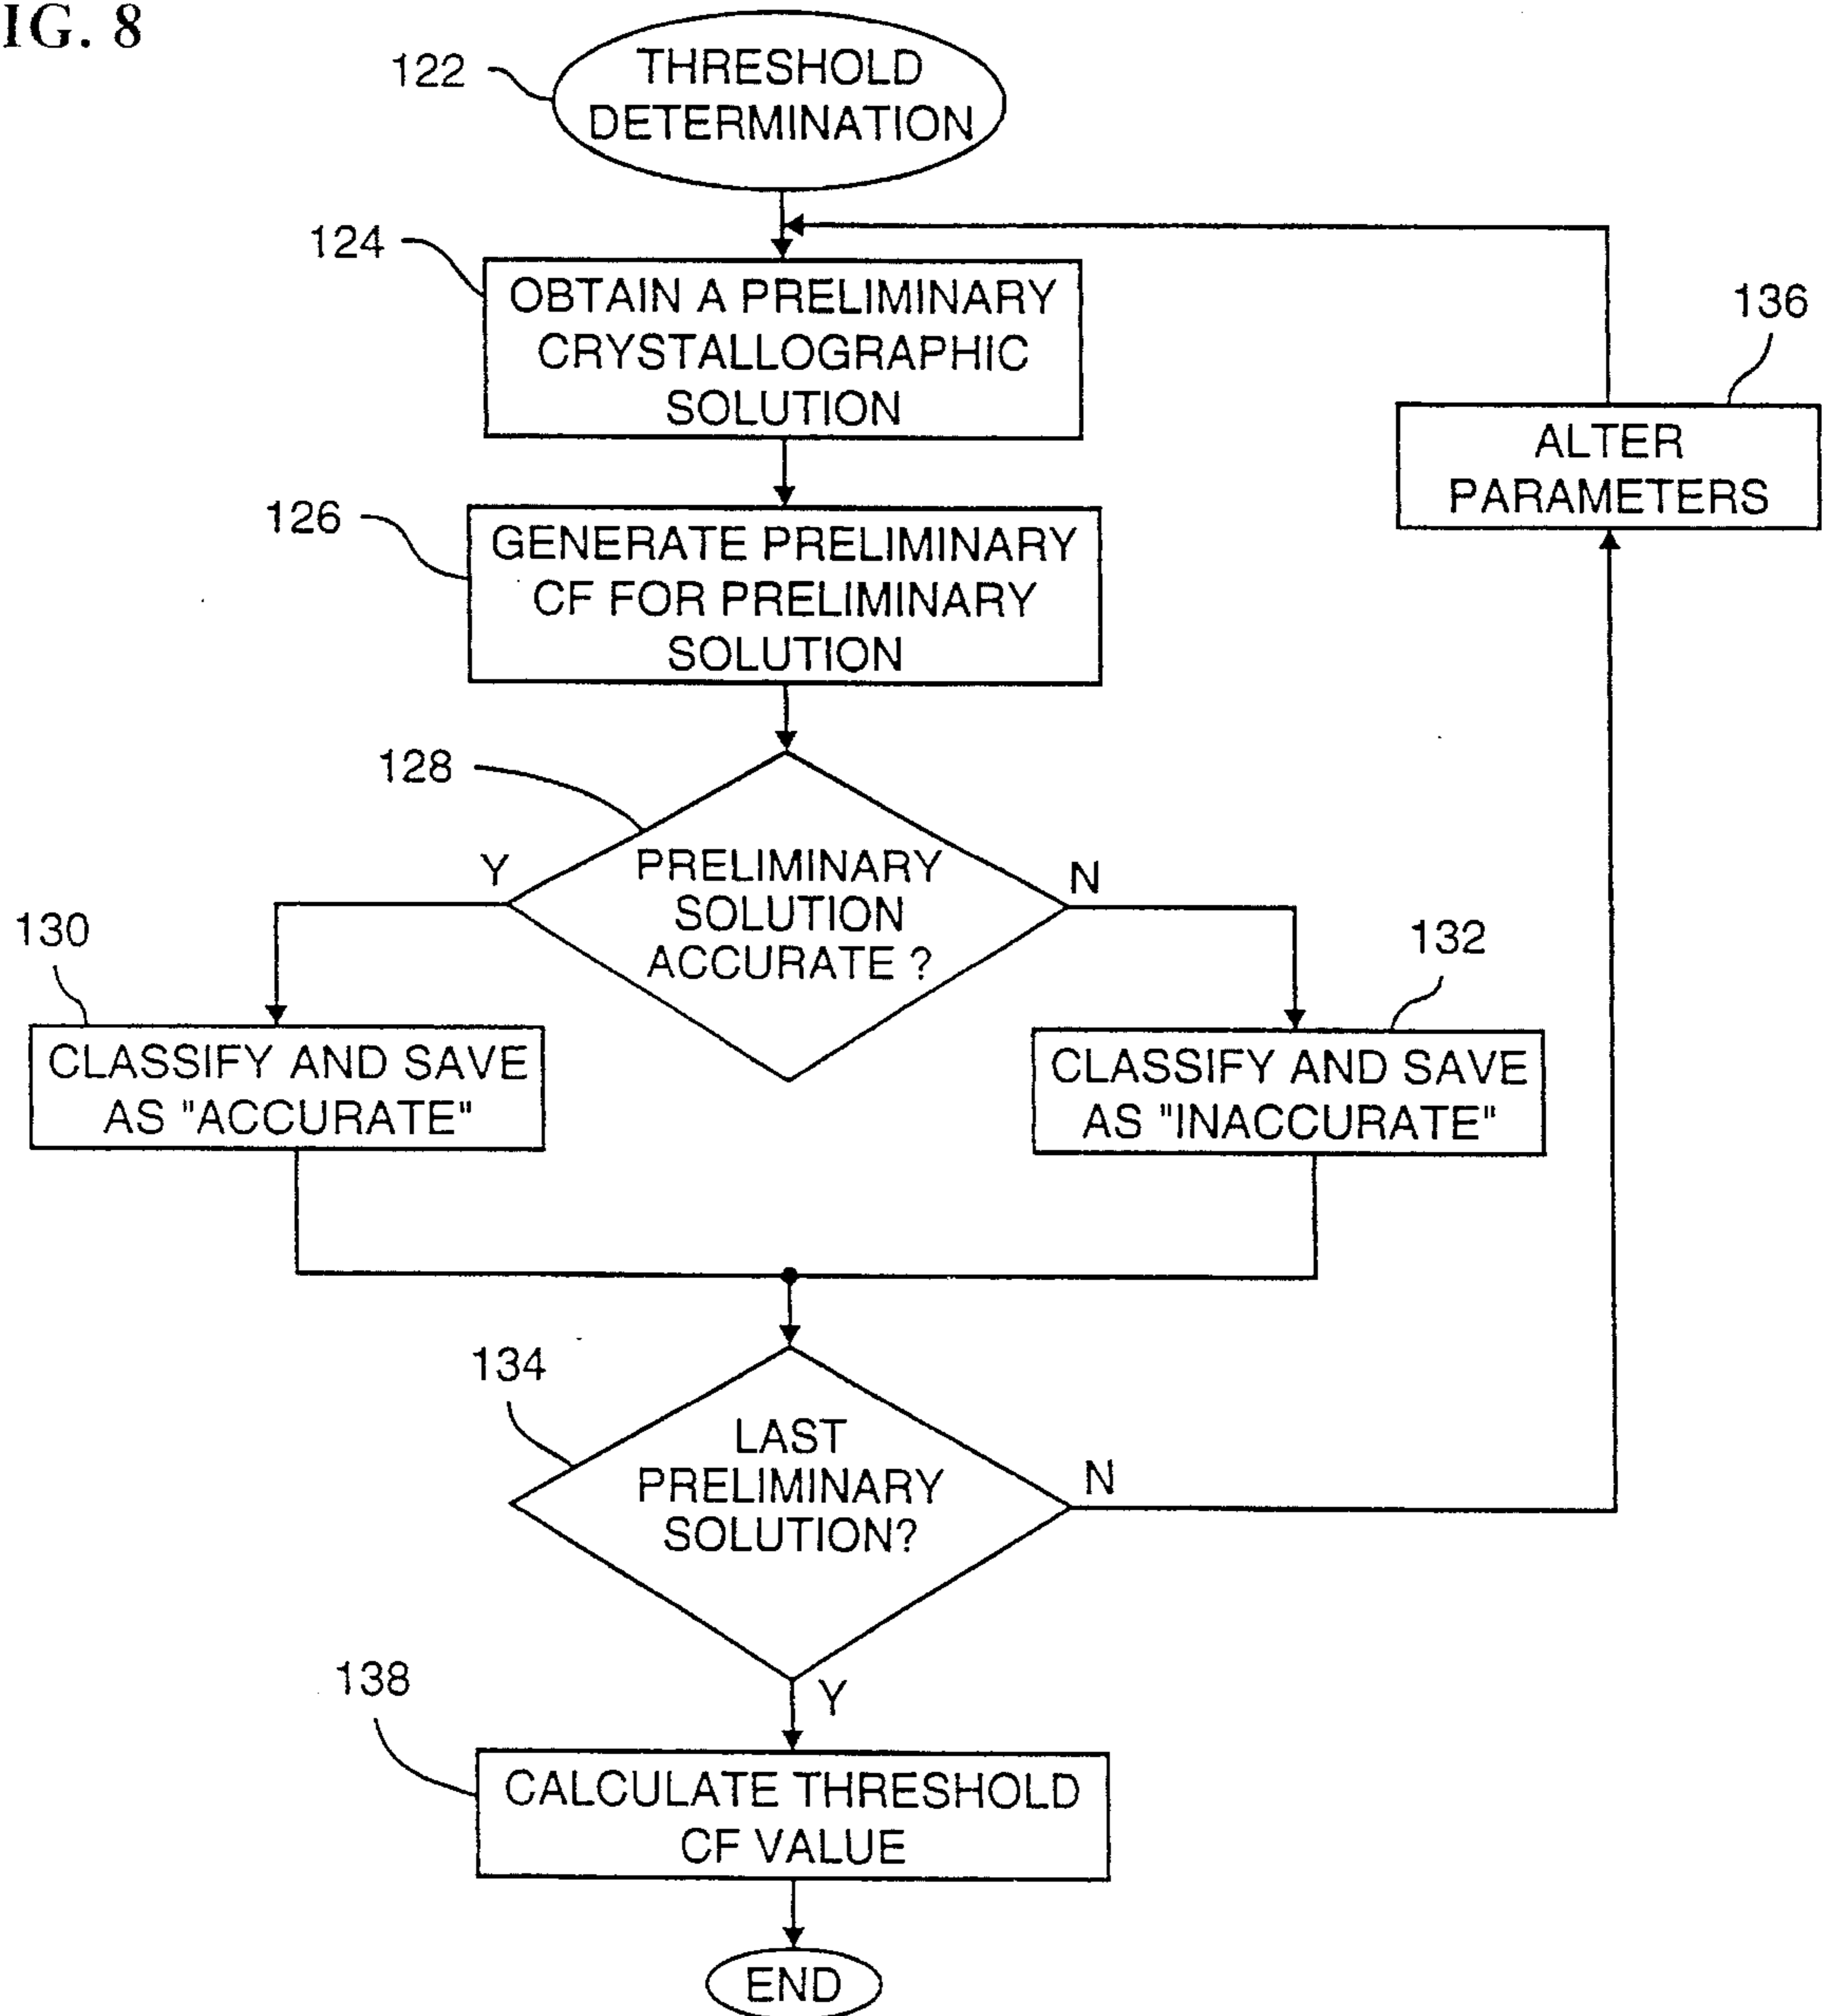 IG. 8
122
THRESHOLD
DETERMINATION
124
OBTAIN A PRELIMINARY
CRYSTALLOGRAPHIC
SOLUTION
136
ALTER
PARAMETERS
126
GENERATE PRELIMINARY
CF FOR PRELIMINARY
SOLUTION
128
Y
PRELIMINARY
SOLUTION
ACCURATE ?
N
130
CLASSIFY AND SAVE
AS "ACCURATE"
132
CLASSIFY AND SAVE
AS "INACCURATE"
134
LAST
PRELIMINARY
SOLUTION?
N
Y
138
CALCULATE THRESHOLD
CF VALUE
END